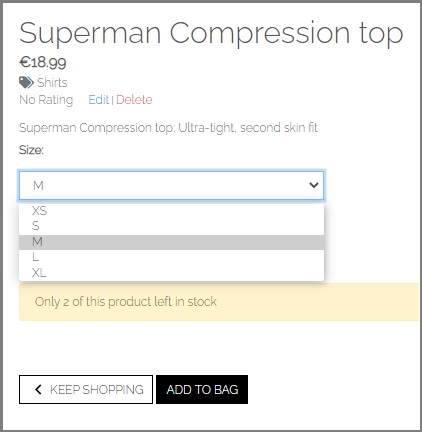 Superman Compression top
€18.99
Shirts
No Rating Edit | Delete
Superman Compression top: Ultra-tight, second skin fit
Size:
M
XS
S
M
L
XL
Only 2 of this product left in stock
KEEP SHOPPING ADD TO BAG